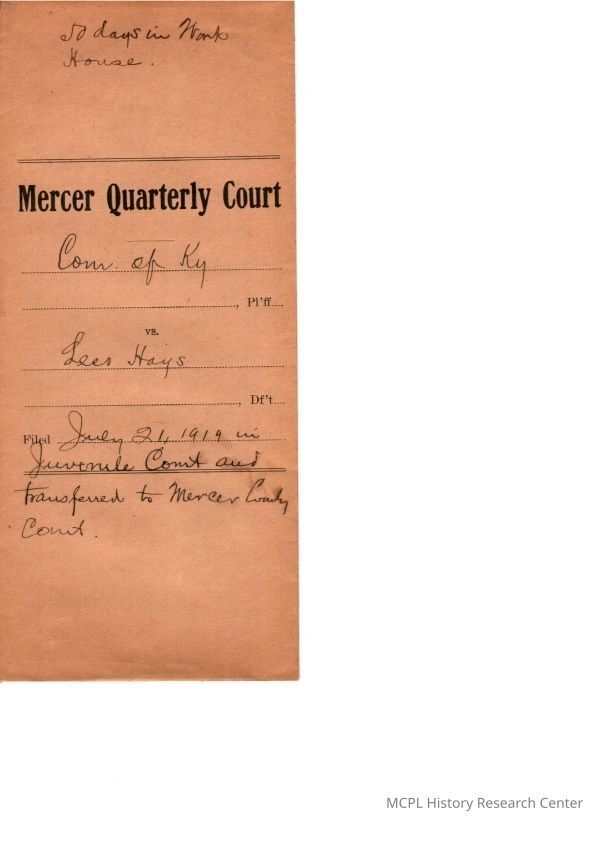 50 days in Work
House.
Mercer Quarterly Court
Com. of Ky
, Pl'ff.
vs.
Hays
, Df't.
Filed July 21, 1919 in
Juvenile Court and
transferred to Mercer County
Court.
MCPL History Research Center